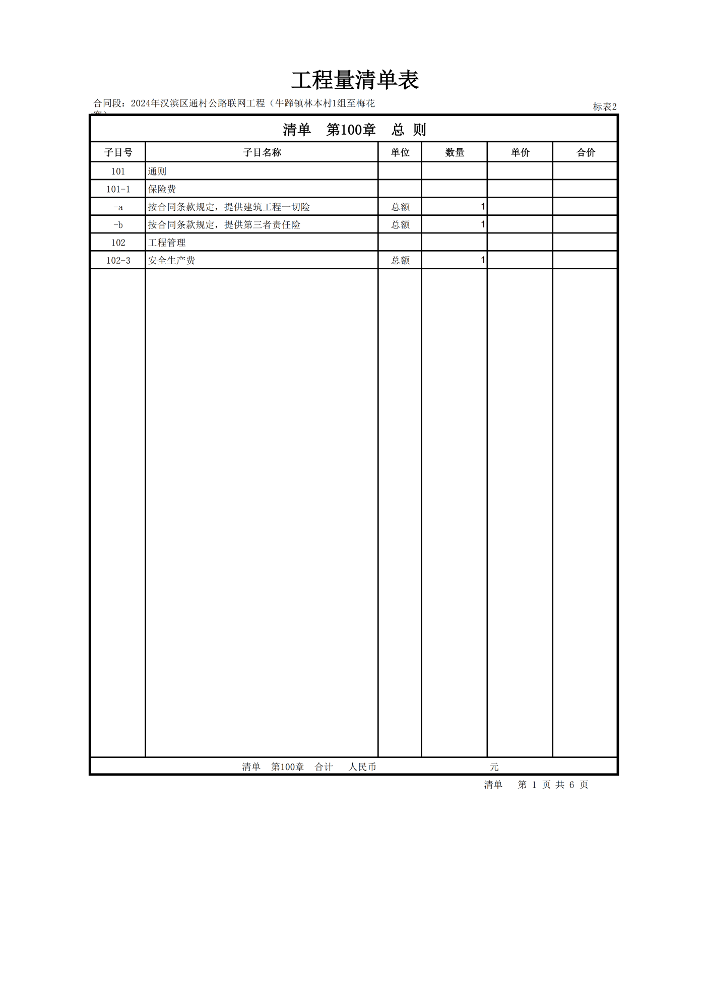 工程量清单表
合同段：2024年汉滨区通村公路联网工程（牛蹄镇林本村1组至梅花
标表2
清单 第100章 总 则
子目号 子目名称 单位 数量 单价 合价
101 通则
101-1 保险费
-a 按合同条款规定，提供建筑工程一切险 总额 1
-b 按合同条款规定，提供第三者责任险 总额 1
102 工程管理
102-3 安全生产费 总额 1
清单 第100章 合计 人民币 元
清单 第 1 页 共 6 页